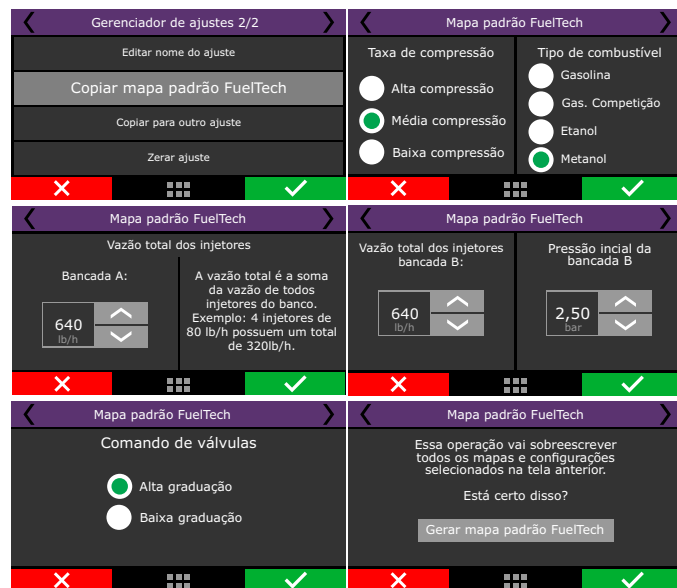 Gerenciador de ajustes 2/2
Editar nome do ajuste
Copiar mapa padrão FuelTech
Copiar para outro ajuste
Zerar ajuste
Mapa padrão FuelTech
Taxa de compressão
Alta compressão
Média compressão
Baixa compressão
Tipo de combustível
Gasolina
Gas. Competição
Etanol
Metanol
Mapa padrão FuelTech
Vazão total dos injetores
Bancada A:
640
lb/h
A vazão total é a soma
da vazão de todos
injetores do banco.
Exemplo: 4 injetores de
80 lb/h possuem um total
de 320lb/h.
Mapa padrão FuelTech
Vazão total dos injetores
bancada B:
640
lb/h
Pressão incial da
bancada B
2,50
bar
Mapa padrão FuelTech
Comando de válvulas
Alta graduação
Baixa graduação
Mapa padrão FuelTech
Essa operação vai sobreescrever
todos os mapas e configurações
selecionados na tela anterior.
Está certo disso?
Gerar mapa padrão FuelTech